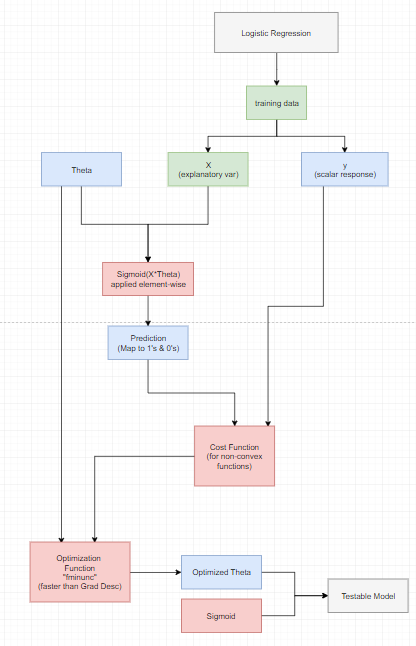 Logistic Regression
training data
Theta
X
(explanatory var)
y
(scalar response)
Sigmoid(X*Theta)
applied element-wise
Prediction
(Map to 1's & 0's)
Cost Function
(for non-convex
functions)
Optimization
Function
"fminunc"
(faster than Grad Desc)
Optimized Theta
Sigmoid
Testable Model